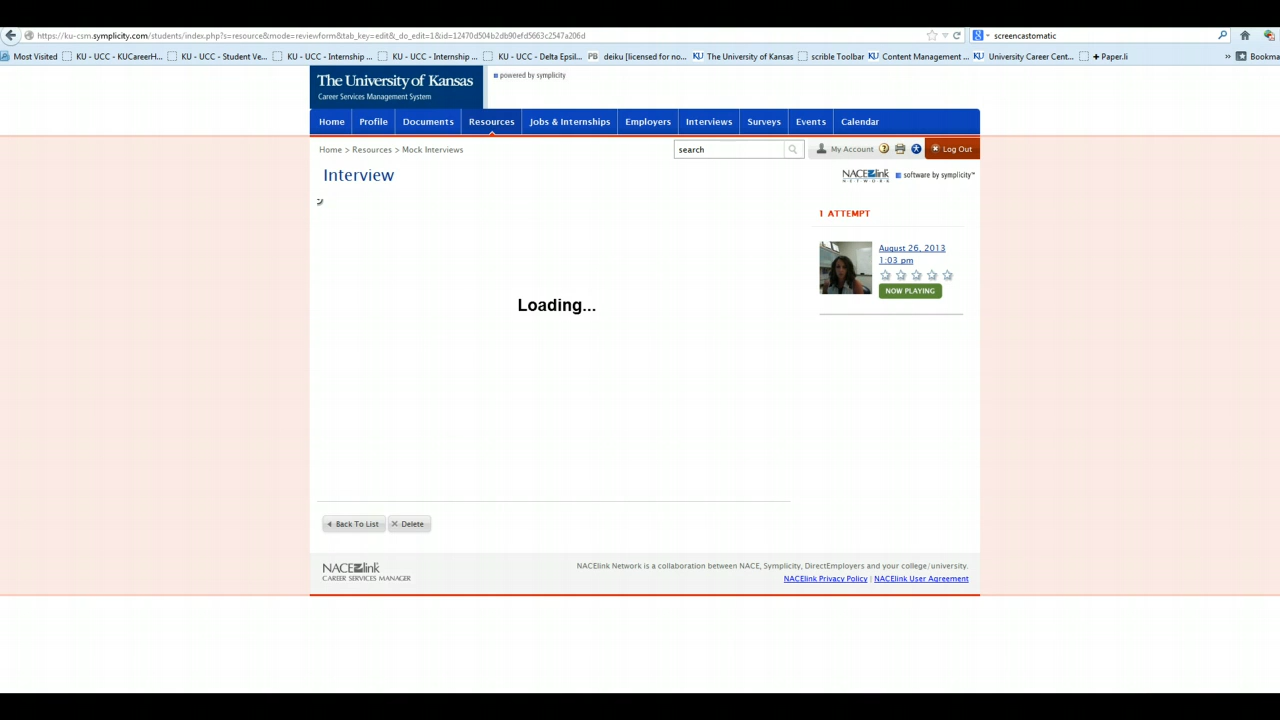 https://ku-csm.symplicity.com/students/index.php?s=resource&mode=reviewform&tab_key=edit&_do_edit=1&id=12470d504b2db90efd5663c2547a206d
screencastomatic
Most Visited KU - UCC - KUCareerH... KU - UCC - Student Ve... KU - UCC - Internship ... KU - UCC - Internship ... KU - UCC - Delta Epsil... PB deiku [licensed for no... KU The University of Kansas scrible Toolbar KU Content Management ... KU University Career Cent... + Paper.li » Bookma
The University of Kansas
Career Services Management System
powered by symplicity
Home Profile Documents Resources Jobs & Internships Employers Interviews Surveys Events Calendar
Home > Resources > Mock Interviews
search
My Account
Log Out
Interview
NACElink NETWORK
software by symplicity™
1 ATTEMPT
August 26, 2013
1:03 pm
NOW PLAYING
Loading...
Back To List
Delete
NACElink
CAREER SERVICES MANAGER
NACElink Network is a collaboration between NACE, Symplicity, DirectEmployers and your college/university.
NACElink Privacy Policy | NACElink User Agreement